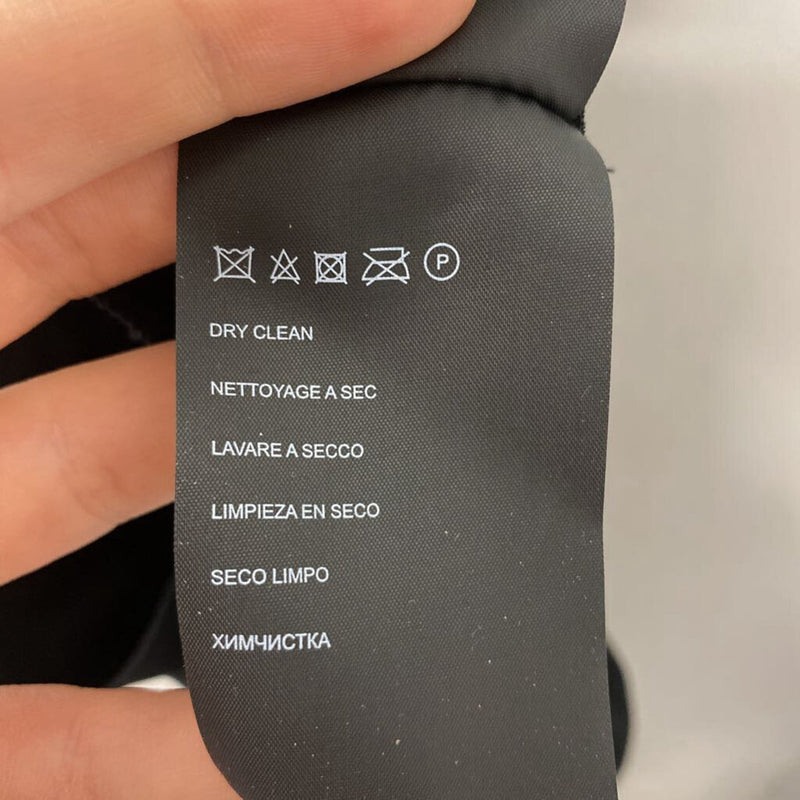 P
DRY CLEAN
NETTOYAGE A SEC
LAVARE A SECCO
LIMPIEZA EN SECO
SECO LIMPO
ХИМЧИСТКА